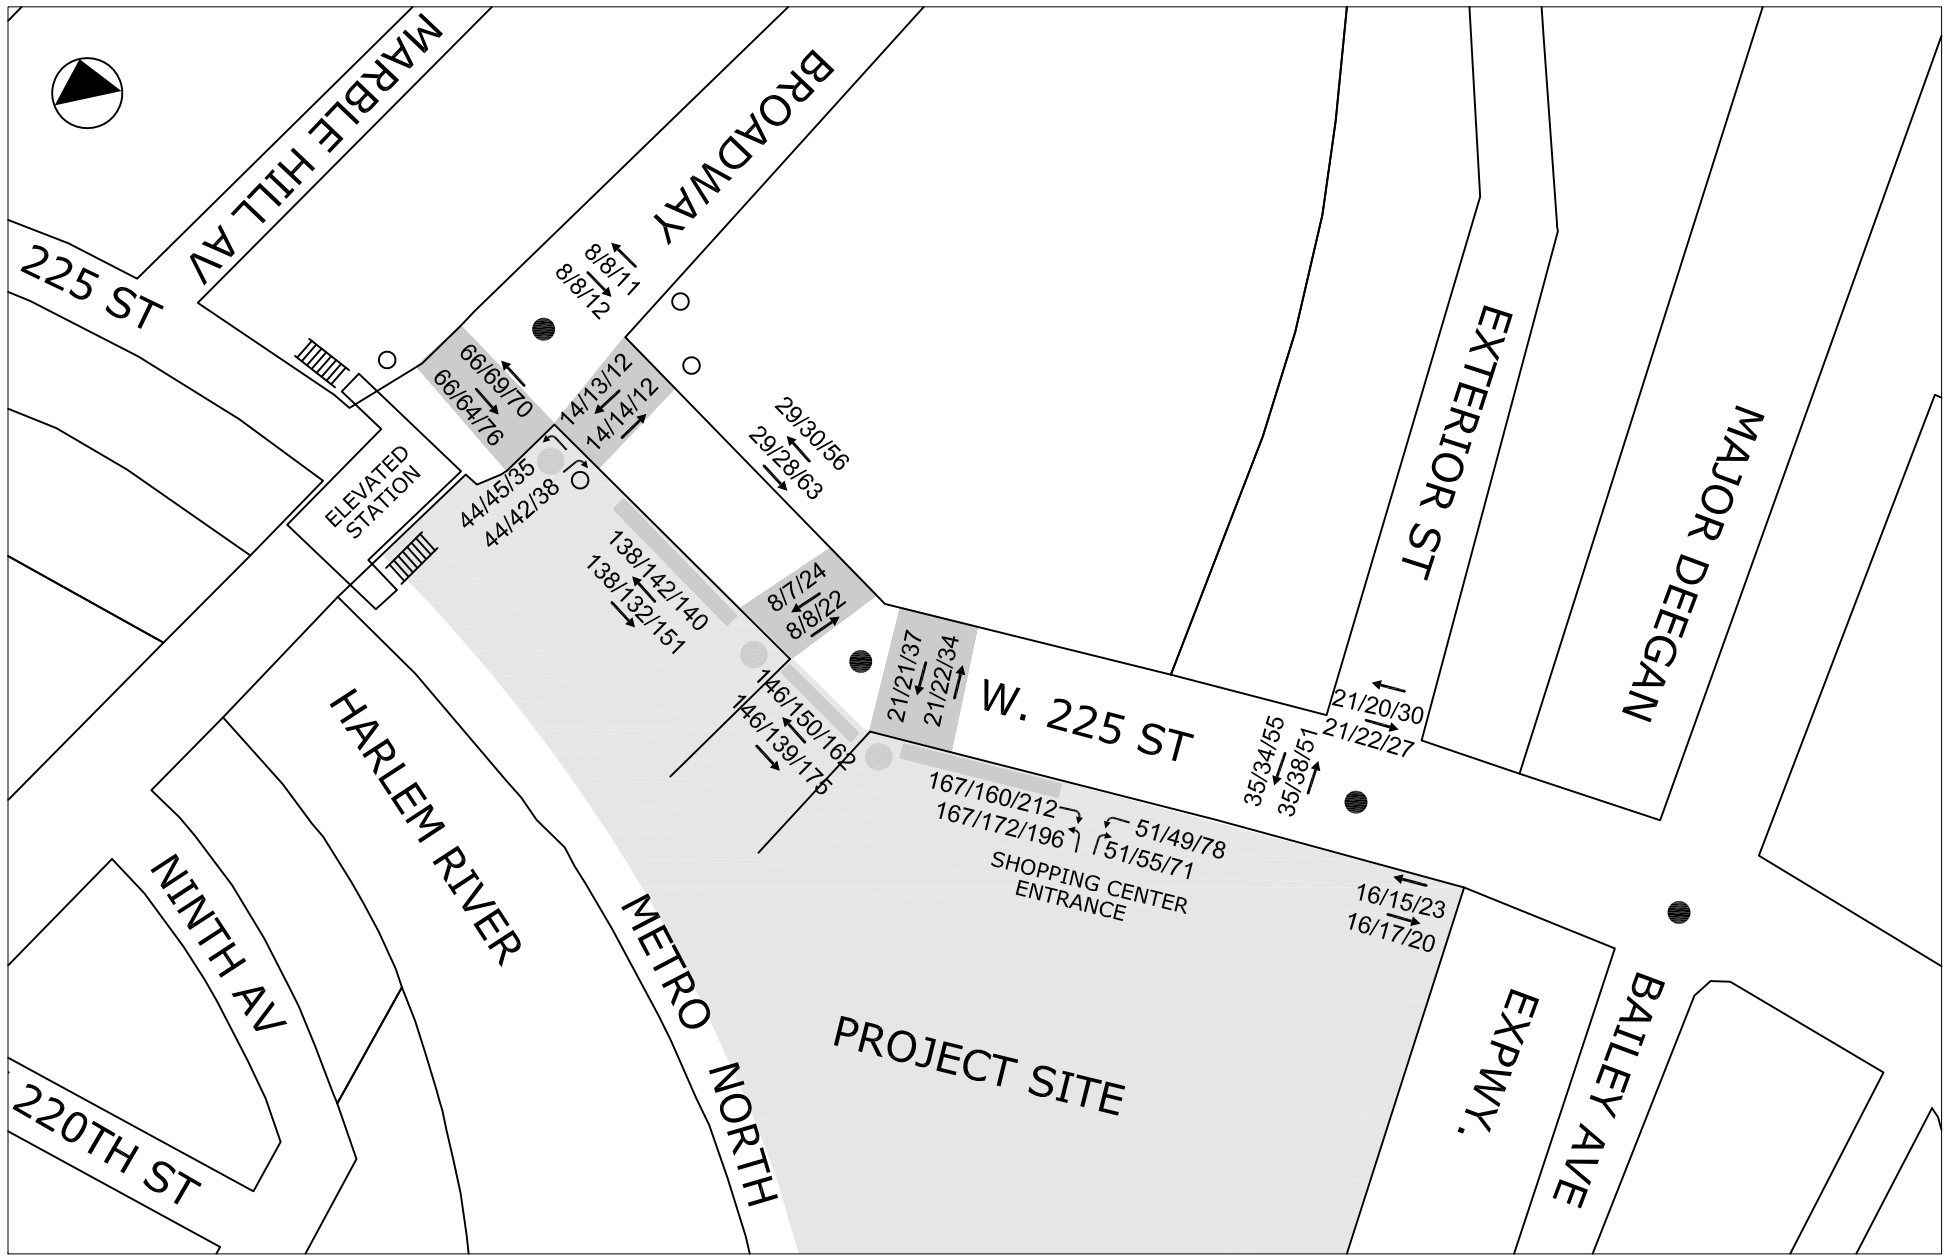 MARBLE HILL AV
BROADWAY
225 ST
8/8/11
8/8/12
66/69/70
66/64/76
14/13/12
14/14/12
29/30/56
29/28/63
ELEVATED
STATION
44/45/35
44/42/38
138/142/140
138/132/151
8/7/24
8/8/22
146/150/162
146/139/175
21/21/37
21/22/34
W. 225 ST
EXTERIOR ST
MAJOR DEEGAN
21/20/30
21/22/27
35/34/55
35/38/51
167/160/212
167/172/196
51/49/78
51/55/71
SHOPPING CENTER
ENTRANCE
16/15/23
16/17/20
HARLEM RIVER
METRO NORTH
NINTH AV
220TH ST
PROJECT SITE
EXPWY.
BAILEY AVE